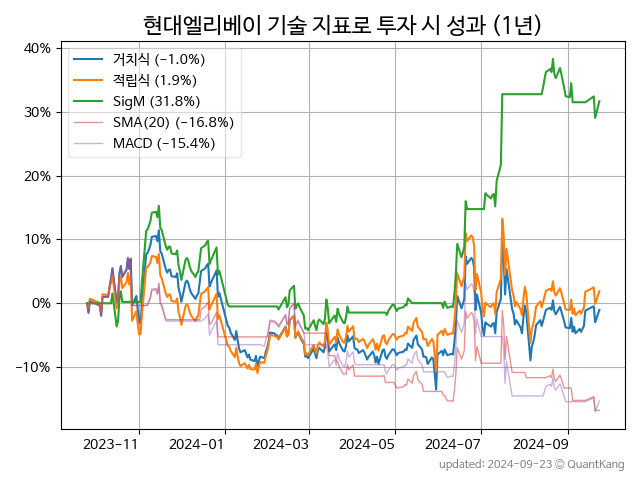 현대엘리베이 기술 지표로 투자 시 성과 (1년)
40%
30%
20%
10%
0%
−10%
거치식 (−1.0%)
적립식 (1.9%)
SigM (31.8%)
SMA(20) (−16.8%)
MACD (−15.4%)
2023-11
2024-01
2024-03
2024-05
2024-07
2024-09
updated: 2024-09-23 © QuantKang